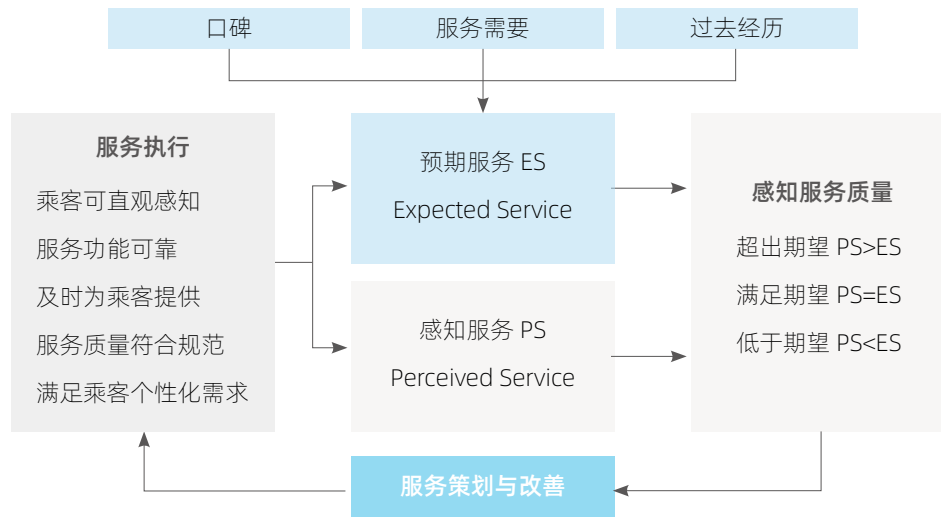 口碑
服务需要
过去经历
服务执行
乘客可直观感知
服务功能可靠
及时为乘客提供
服务质量符合规范
满足乘客个性化需求
预期服务 ES
Expected Service
感知服务 PS
Perceived Service
感知服务质量
超出期望 PS>ES
满足期望 PS=ES
低于期望 PS<ES
服务策划与改善